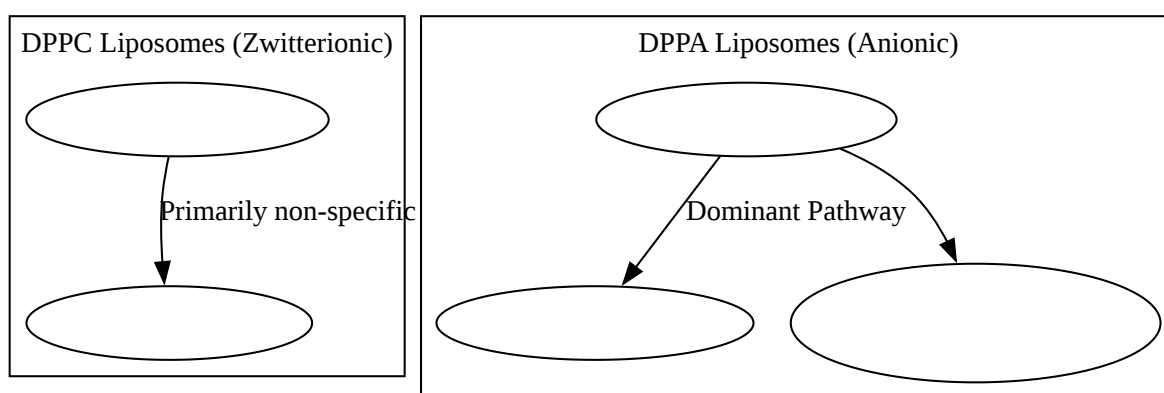 DPPC Liposomes (Zwitterionic)
DPPA Liposomes (Anionic)
Primarily non-specific
Dominant Pathway